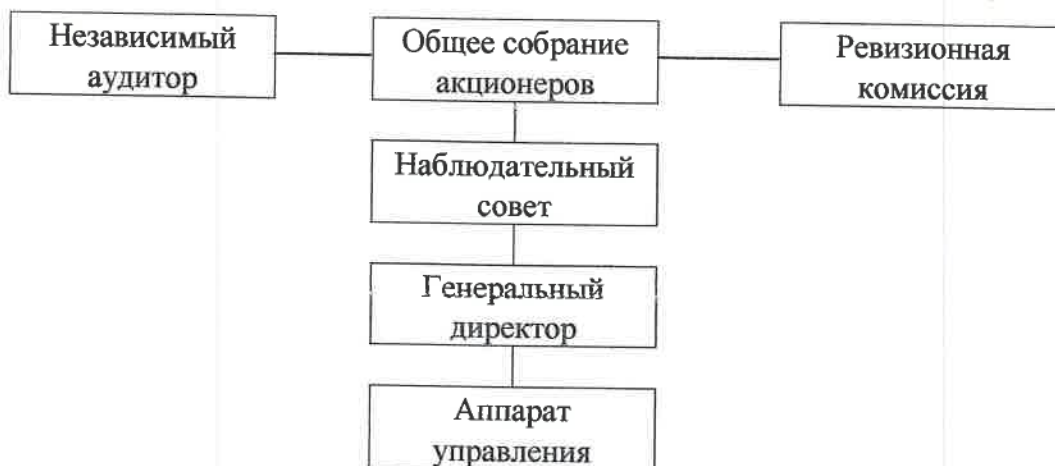 Независимый
аудитор
Общее собрание
акционеров
Ревизионная
комиссия
Наблюдательный
совет
Генеральный
директор
Аппарат
управления